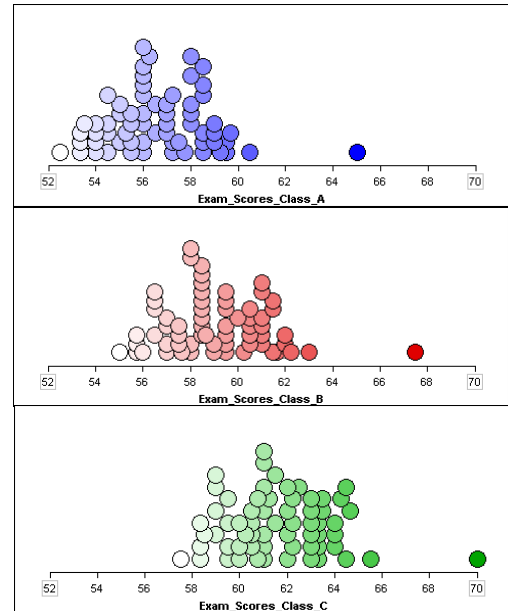 52 54 56 58 60 62 64 66 68 70
Exam_Scores_Class_A
52 54 56 58 60 62 64 66 68 70
Exam_Scores_Class_B
52 54 56 58 60 62 64 66 68 70
Exam_Scores_Class_C